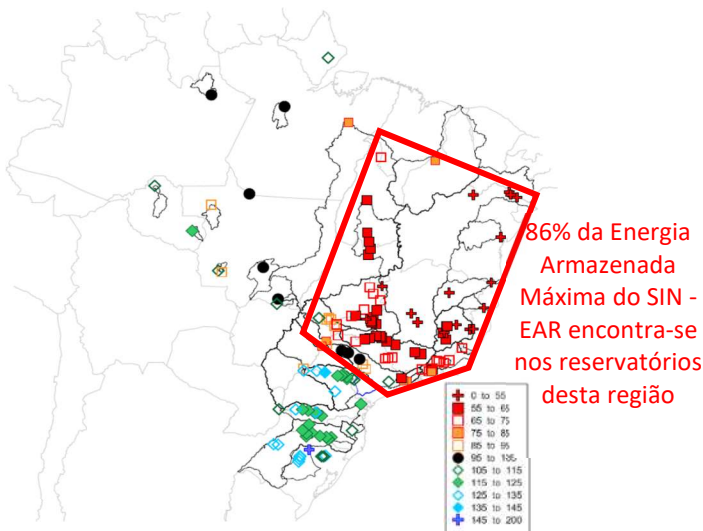 86% da Energia
Armazenada
Máxima do SIN -
EAR encontra-se
nos reservatórios
desta região
0 to 55
55 to 65
65 to 75
75 to 85
85 to 95
95 to 105
105 to 115
115 to 125
125 to 135
135 to 145
145 to 200